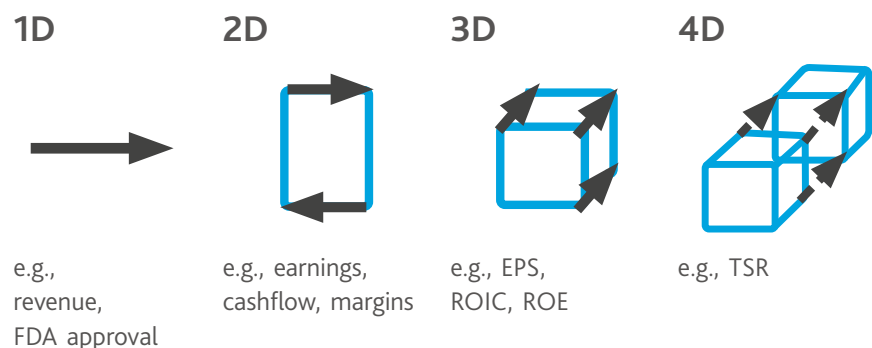 1D
e.g.,
revenue,
FDA approval
2D
e.g., earnings,
cashflow, margins
3D
e.g., EPS,
ROIC, ROE
4D
e.g., TSR